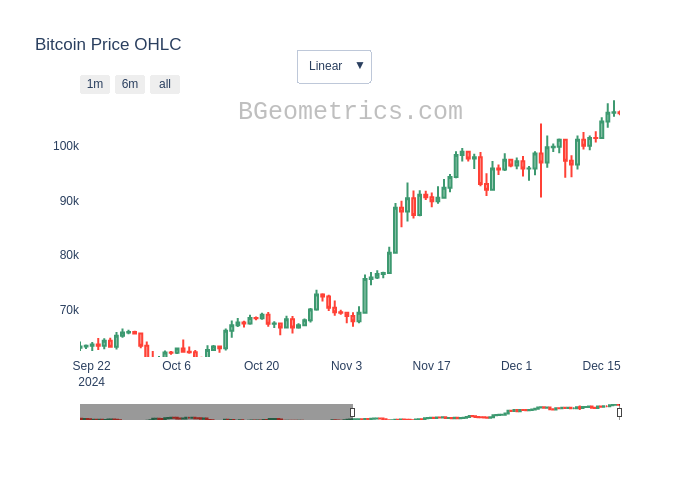 Bitcoin Price OHLC
Linear ▼
1m 6m all
BGeometrics.com
100k
90k
80k
70k
Sep 22 Oct 6 Oct 20 Nov 3 Nov 17 Dec 1 Dec 15
2024